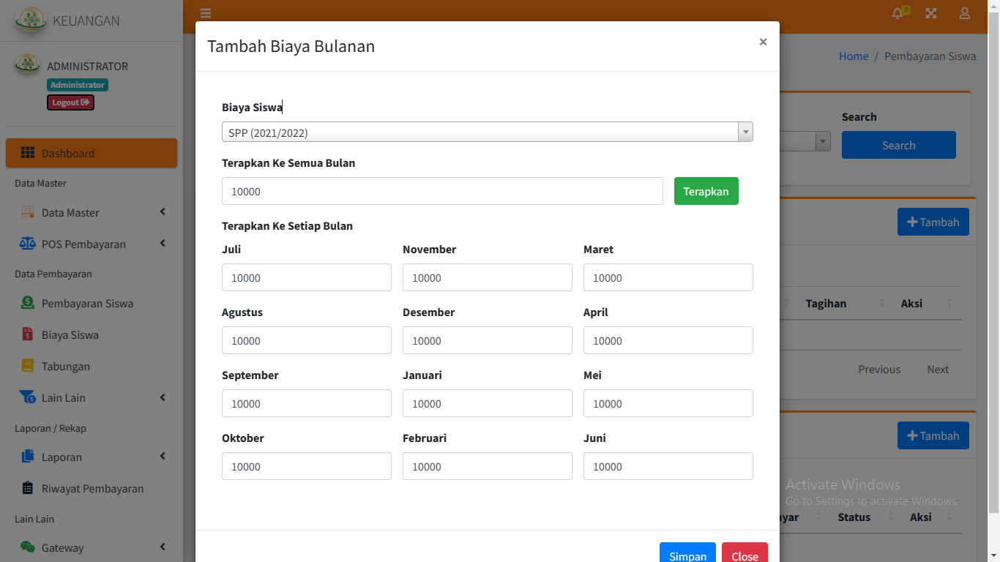 KEUANGAN
ADMINISTRATOR
Administrator
Logout
Dashboard
Data Master
Data Master
POS Pembayaran
Data Pembayaran
Pembayaran Siswa
Biaya Siswa
Tabungan
Lain Lain
Laporan / Rekap
Laporan
Riwayat Pembayaran
Lain Lain
Gateway
0
Home / Pembayaran Siswa
Tambah Biaya Bulanan
×
Biaya Siswa
SPP (2021/2022)
Terapkan Ke Semua Bulan
10000
Terapkan
Terapkan Ke Setiap Bulan
Juli November Maret
10000 10000 10000
Agustus Desember April
10000 10000 10000
September Januari Mei
10000 10000 10000
Oktober Februari Juni
10000 10000 10000
Simpan Close
Search
Search
Tambah
Tagihan Aksi
Previous Next
Tambah
Activate Windows
Go to Settings to activate Windows.
Status Aksi